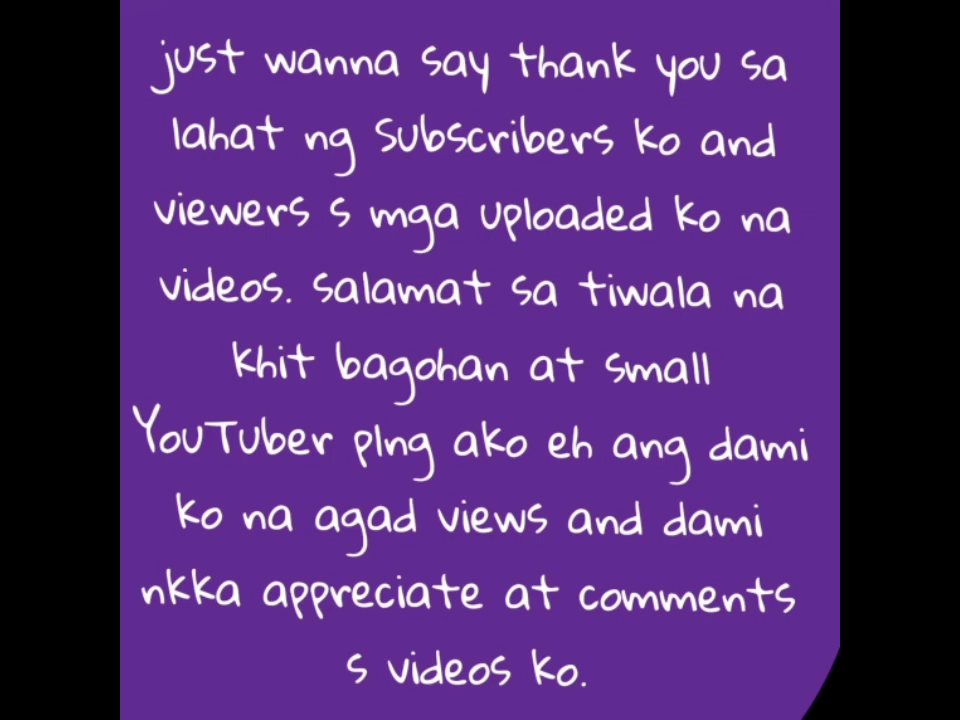 just wanna say thank you sa
lahat ng subscribers ko and
viewers s mga uploaded ko na
videos. salamat sa tiwala na
khit bagohan at small
YouTuber plng ako eh ang dami
ko na agad views and dami
nkka appreciate at comments
s videos ko.